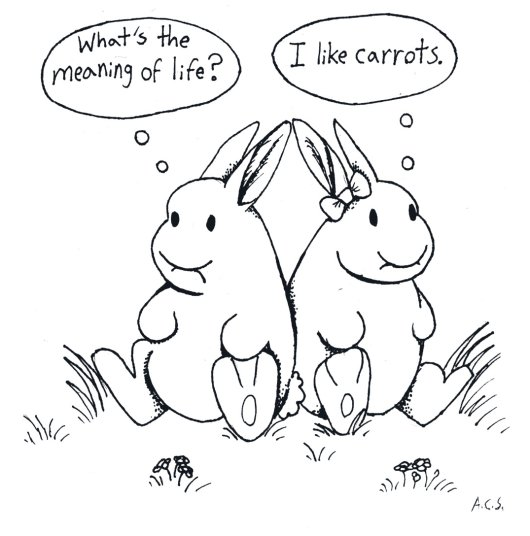 What's the
meaning of life?
I like carrots.
A.C.S.